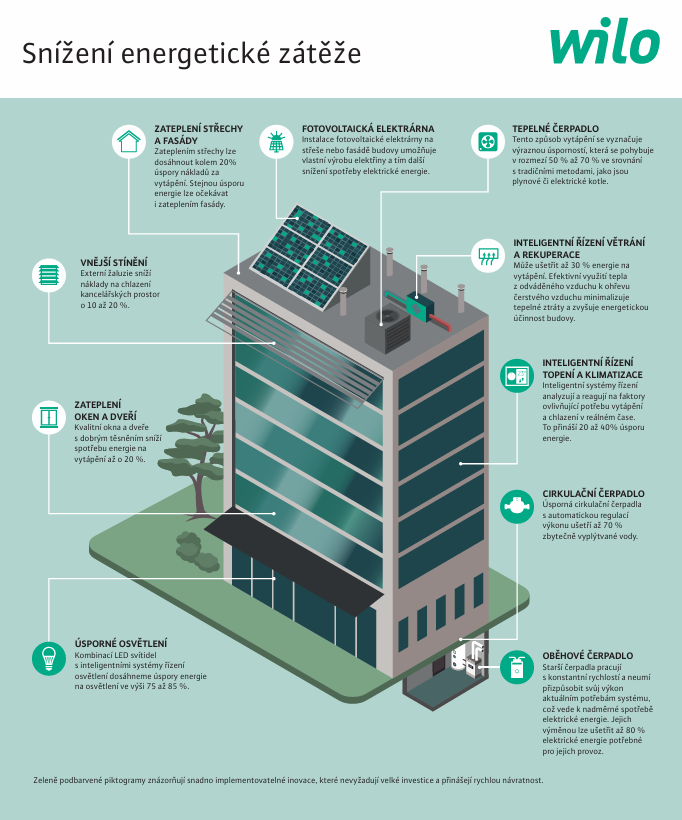 Snížení energetické zátěže
wilo
ZATEPLENÍ STŘECHY
A FASÁDY
Zateplením střechy lze
dosáhnout kolem 20%
úspory nákladů za
vytápění. Stejnou úsporu
energie lze očekávat
i zateplením fasády.
FOTOVOLTAICKÁ ELEKTRÁRNA
Instalace fotovoltaické elektrárny na
střeše nebo fasádě budovy umožňuje
vlastní výrobu elektřiny a tím další
snížení spotřeby elektrické energie.
TEPELNÉ ČERPADLO
Tento způsob vytápění se vyznačuje
výraznou úsporností, která se pohybuje
v rozmezí 50 % až 70 % ve srovnání
s tradičními metodami, jako jsou
plynové či elektrické kotle.
VNĚJŠÍ STÍNĚNÍ
Externí žaluzie sníží
náklady na chlazení
kancelářských prostor
o 10 až 20 %.
INTELIGENTNÍ ŘÍZENÍ VĚTRÁNÍ
A REKUPERACE
Může ušetřit až 30 % energie na
vytápění. Efektivní využití tepla
z odváděného vzduchu k ohřevu
čerstvého vzduchu minimalizuje
tepelné ztráty a zvyšuje energetickou
účinnost budovy.
INTELIGENTNÍ ŘÍZENÍ
TOPENÍ A KLIMATIZACE
Inteligentní systémy řízení
analyzují a reagují na faktory
ovlivňující potřebu vytápění
a chlazení v reálném čase.
To přináší 20 až 40% úsporu
energie.
ZATEPLENÍ
OKEN A DVEŘÍ
Kvalitní okna a dveře
s dobrým těsněním sníží
spotřebu energie na
vytápění až o 20 %.
CIRKULAČNÍ ČERPADLO
Úsporná cirkulační čerpadla
s automatickou regulací
výkonu ušetří až 70 %
zbytečně vyplýtvané vody.
ÚSPORNÉ OSVĚTLENÍ
Kombinací LED svítidel
s inteligentními systémy řízení
osvětlení dosáhneme úspory energie
na osvětlení ve výši 75 až 85 %.
OBĚHOVÉ ČERPADLO
Starší čerpadla pracují
s konstantní rychlostí a neumí
přizpůsobit svůj výkon
aktuálním potřebám systému,
což vede k nadměrné spotřebě
elektrické energie. Jejich
výměnou lze ušetřit až 80 %
elektrické energie potřebné
pro jejich provoz.
Zeleně podbarvené piktogramy znázorňují snadno implementovatelné inovace, které nevyžadují velké investice a přinášejí rychlou návratnost.